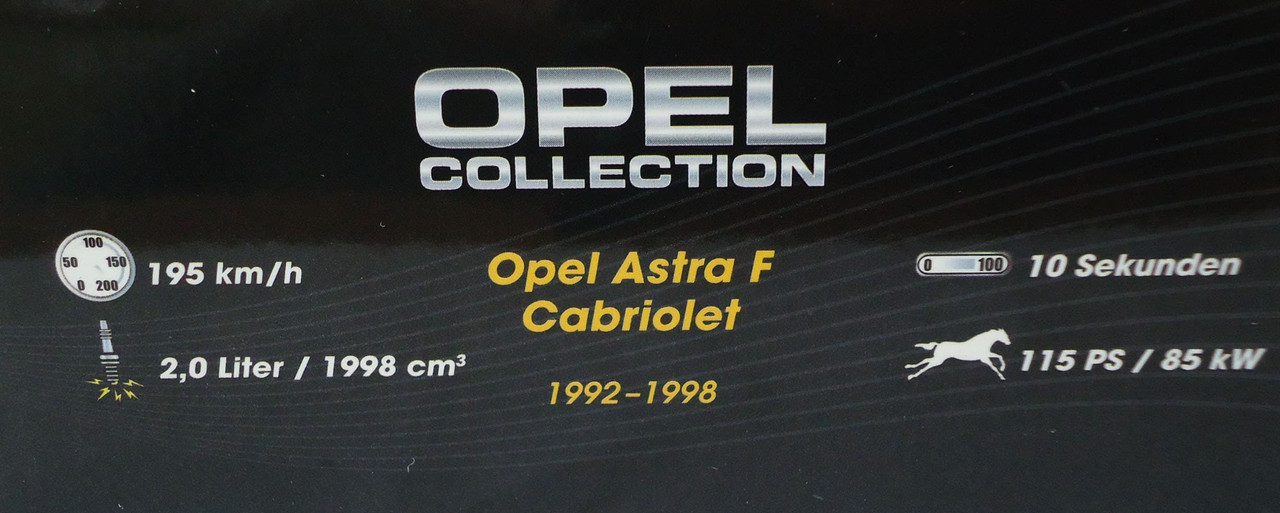 OPEL
COLLECTION
100
50 150
0 200
195 km/h
Opel Astra F
Cabriolet
0 100
10 Sekunden
2,0 Liter / 1998 cm³
1992–1998
115 PS / 85 kW